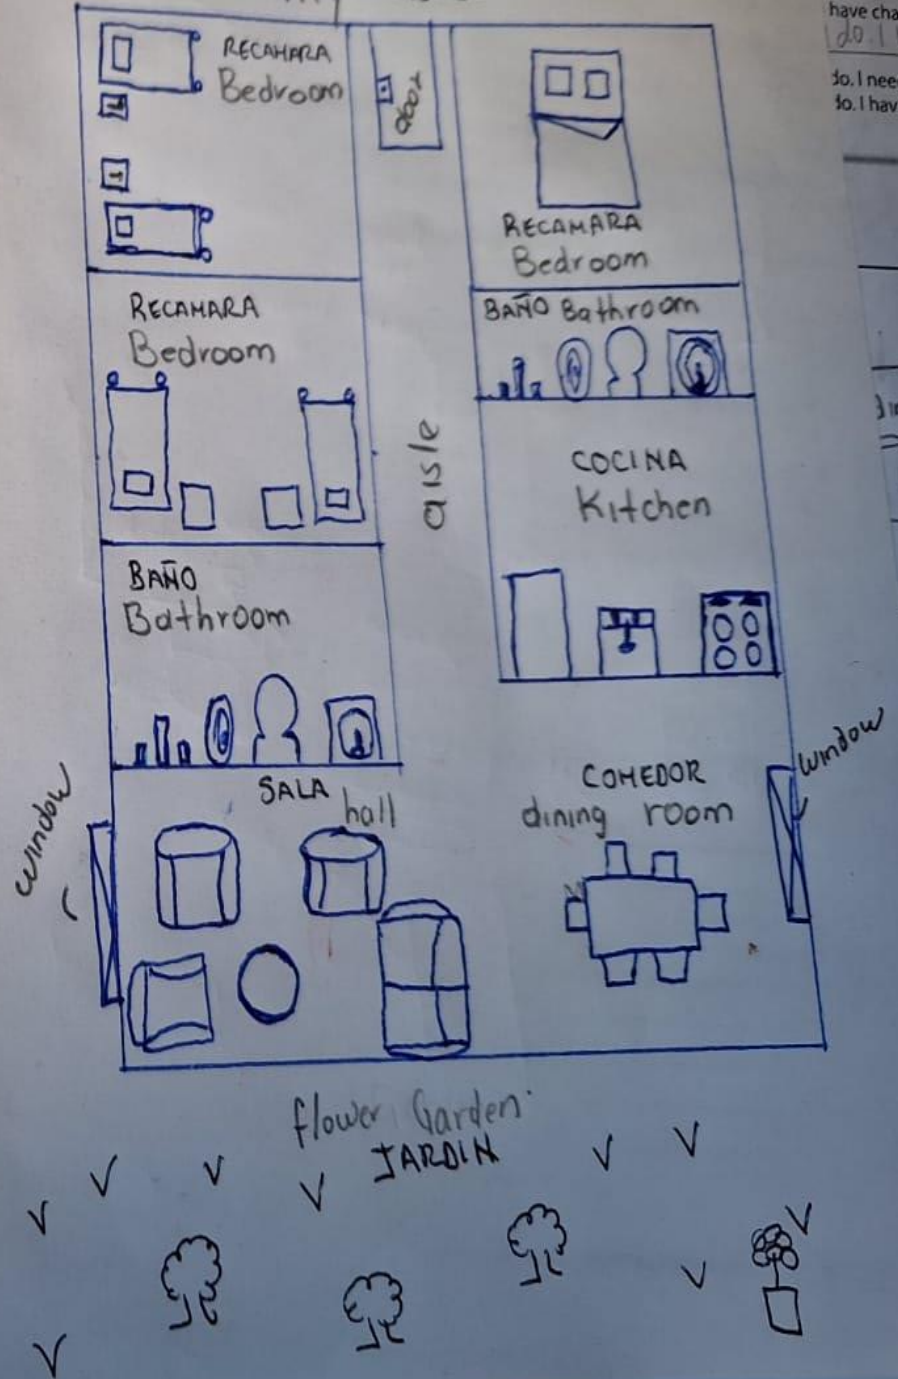 RECAMARA
Bedroom
door
RECAMARA
Bedroom
RECAMARA
Bedroom
BAÑO Bathroom
aisle
COCINA
Kitchen
BAÑO
Bathroom
window
SALA
hall
COMEDOR
dining room
window
flower Garden
JARDIN
have cha
do. I
do. I nee
do. I hav